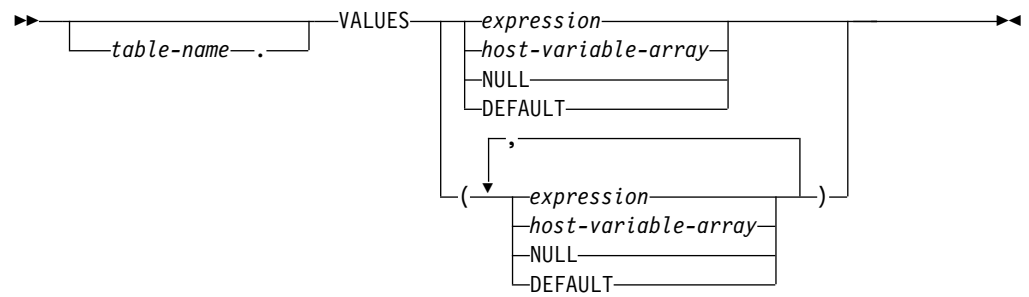 VALUES expression
table-name . host-variable-array
NULL
DEFAULT
,
( expression )
host-variable-array
NULL
DEFAULT